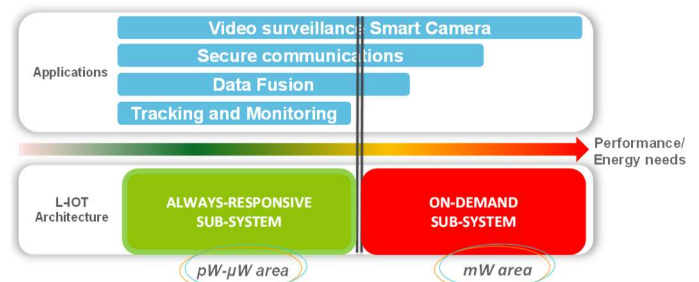 Video surveillance Smart Camera
Secure communications
Applications
Data Fusion
Tracking and Monitoring
Performance/
Energy needs
L-IOT
Architecture
ALWAYS-RESPONSIVE
SUB-SYSTEM
ON-DEMAND
SUB-SYSTEM
pW-µW area
mW area